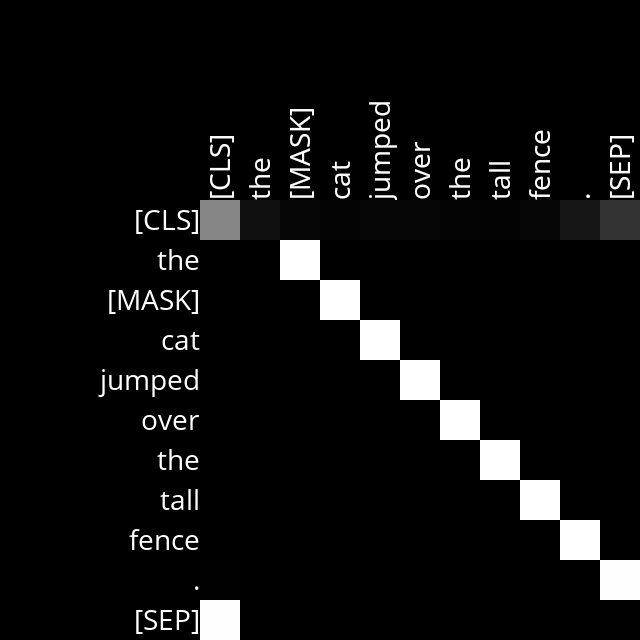 [CLS] the [MASK] cat jumped over the tall fence . [SEP]
[CLS]
the
[MASK]
cat
jumped
over
the
tall
fence
.
[SEP]